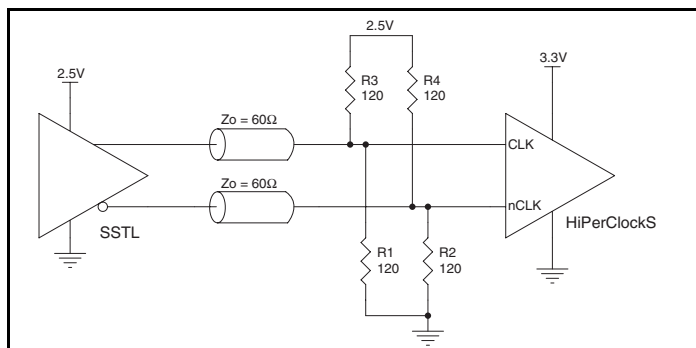 2.5V
2.5V
3.3V
R3
120
R4
120
Zo = 60Ω
CLK
Zo = 60Ω
nCLK
SSTL
HiPerClockS
R1
120
R2
120